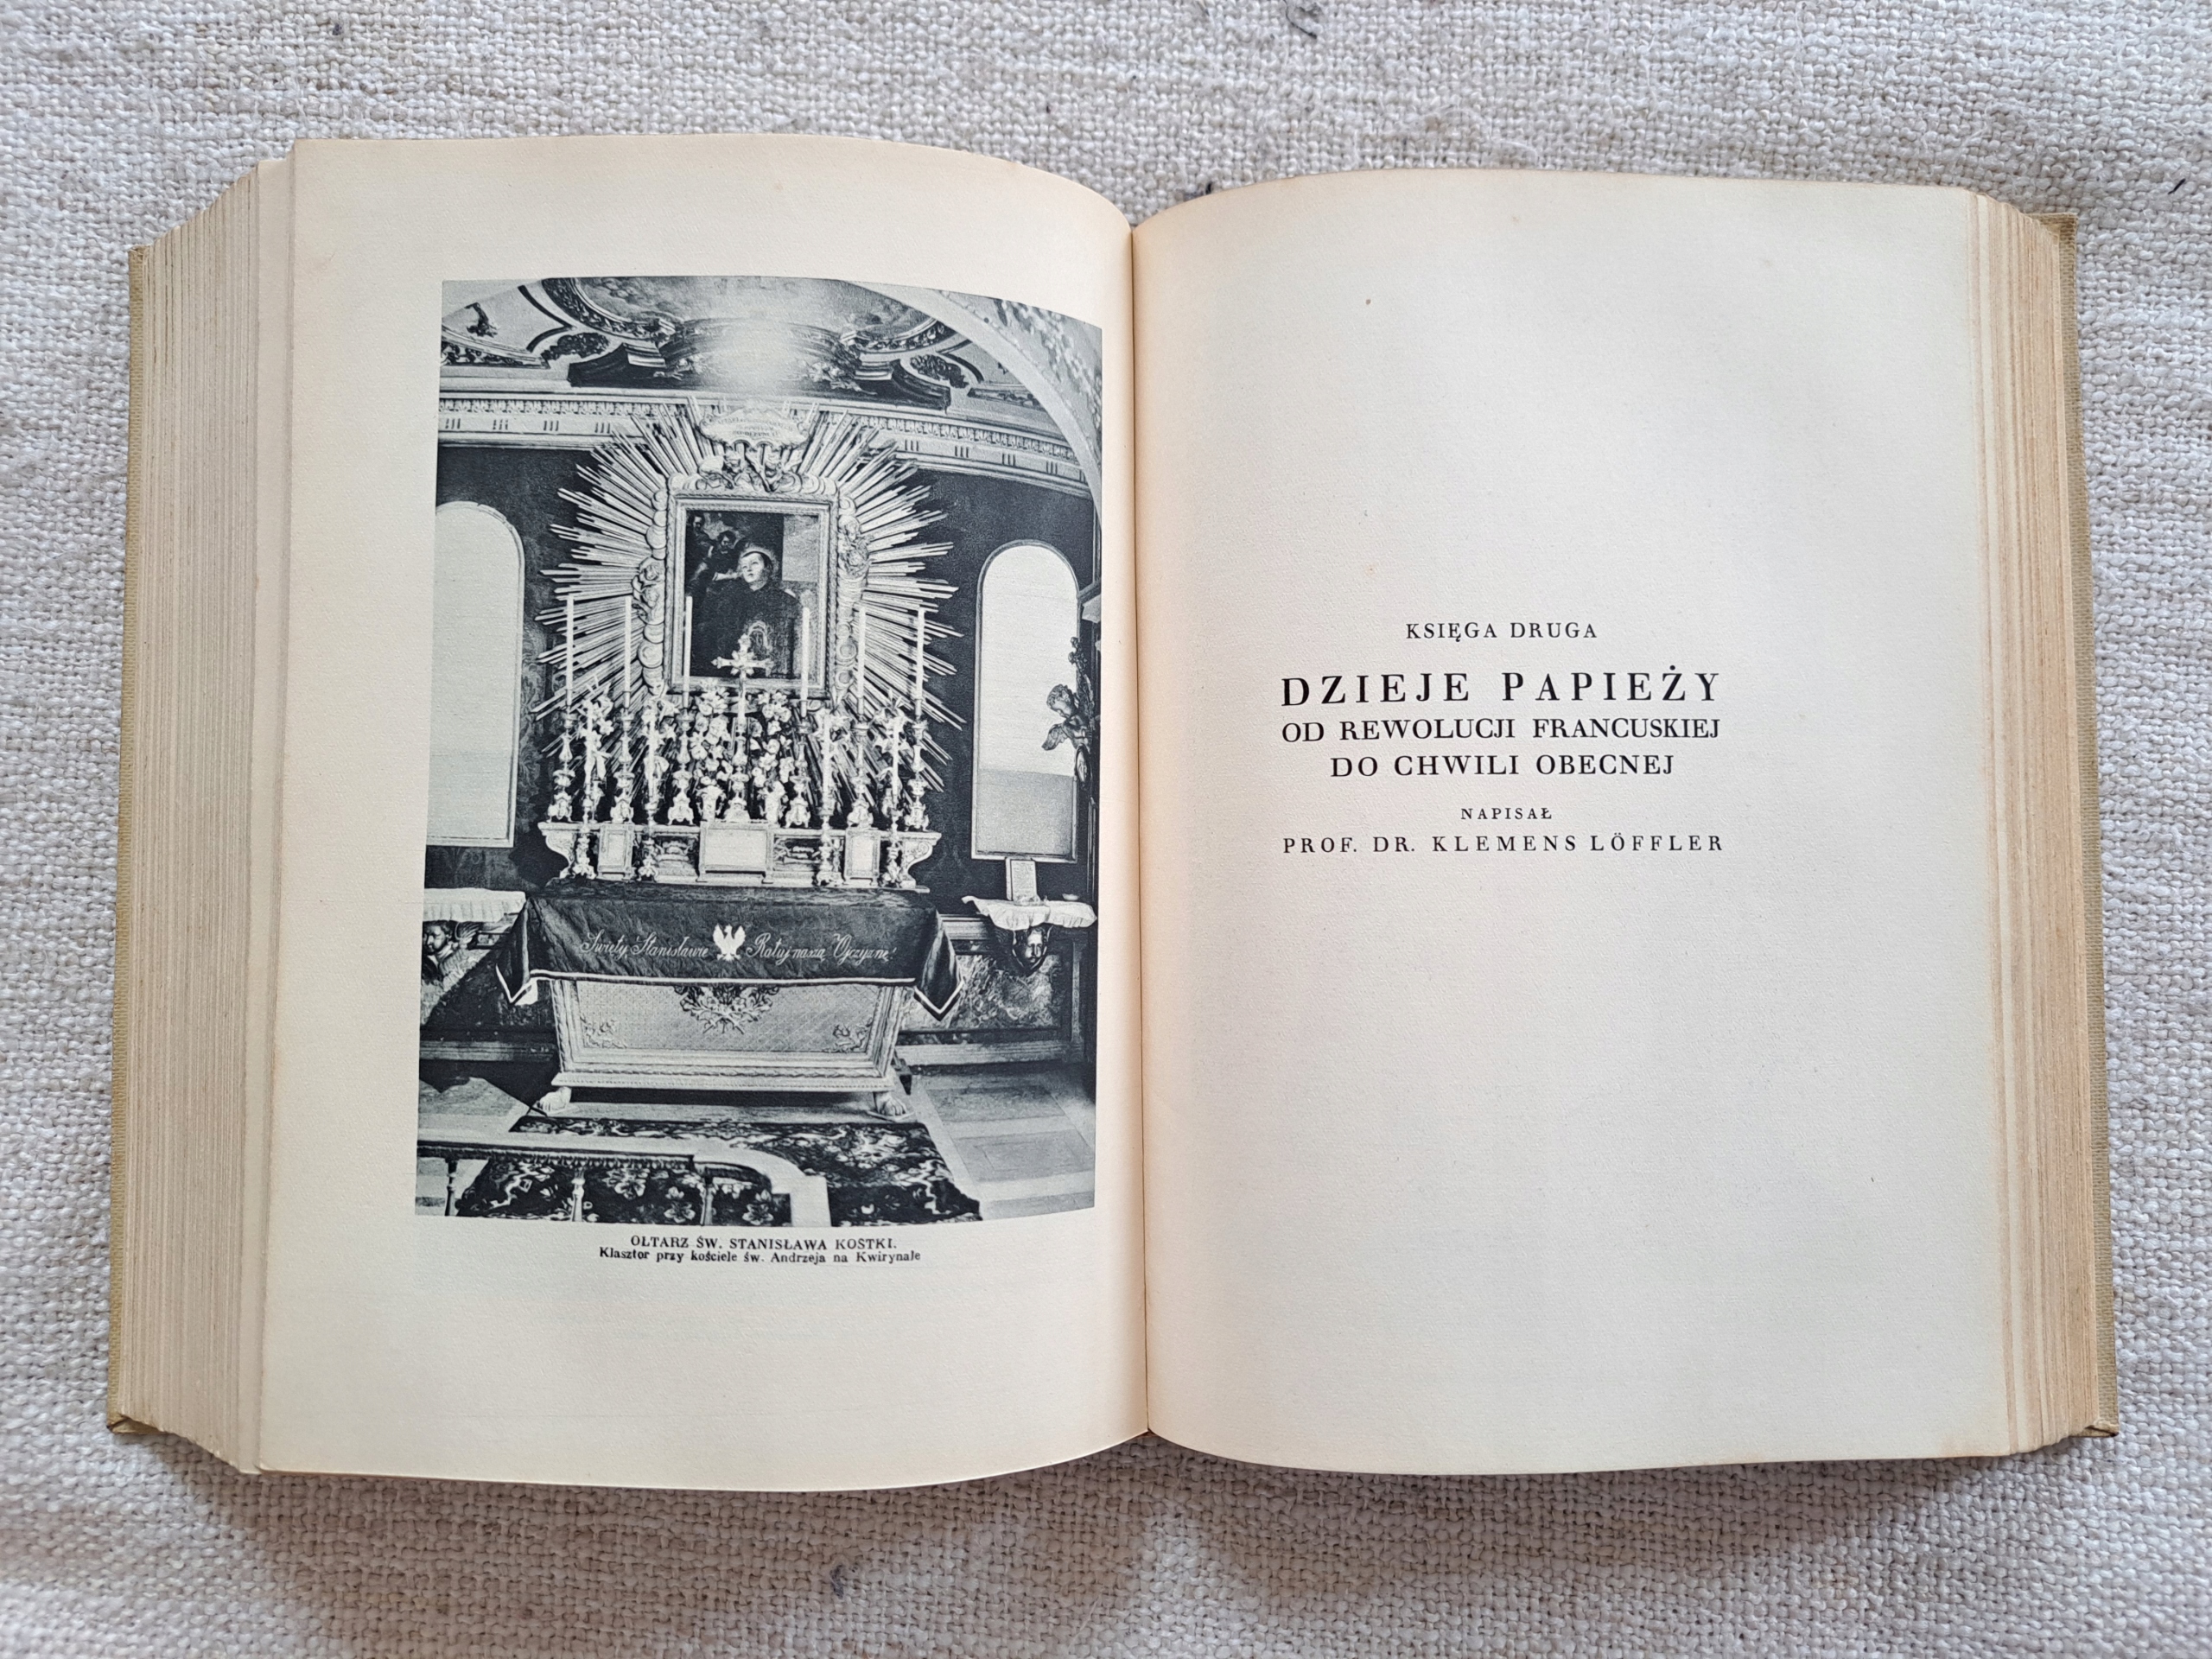 Święty Stanisławie Ratuj naszą Ojczyznę
OŁTARZ ŚW. STANISŁAWA KOSTKI.
Klasztor przy kościele św. Andrzeja na Kwirynale
KSIĘGA DRUGA
DZIEJE PAPIEŻY
OD REWOLUCJI FRANCUSKIEJ
DO CHWILI OBECNEJ
NAPISAŁ
PROF. DR. KLEMENS LÖFFLER